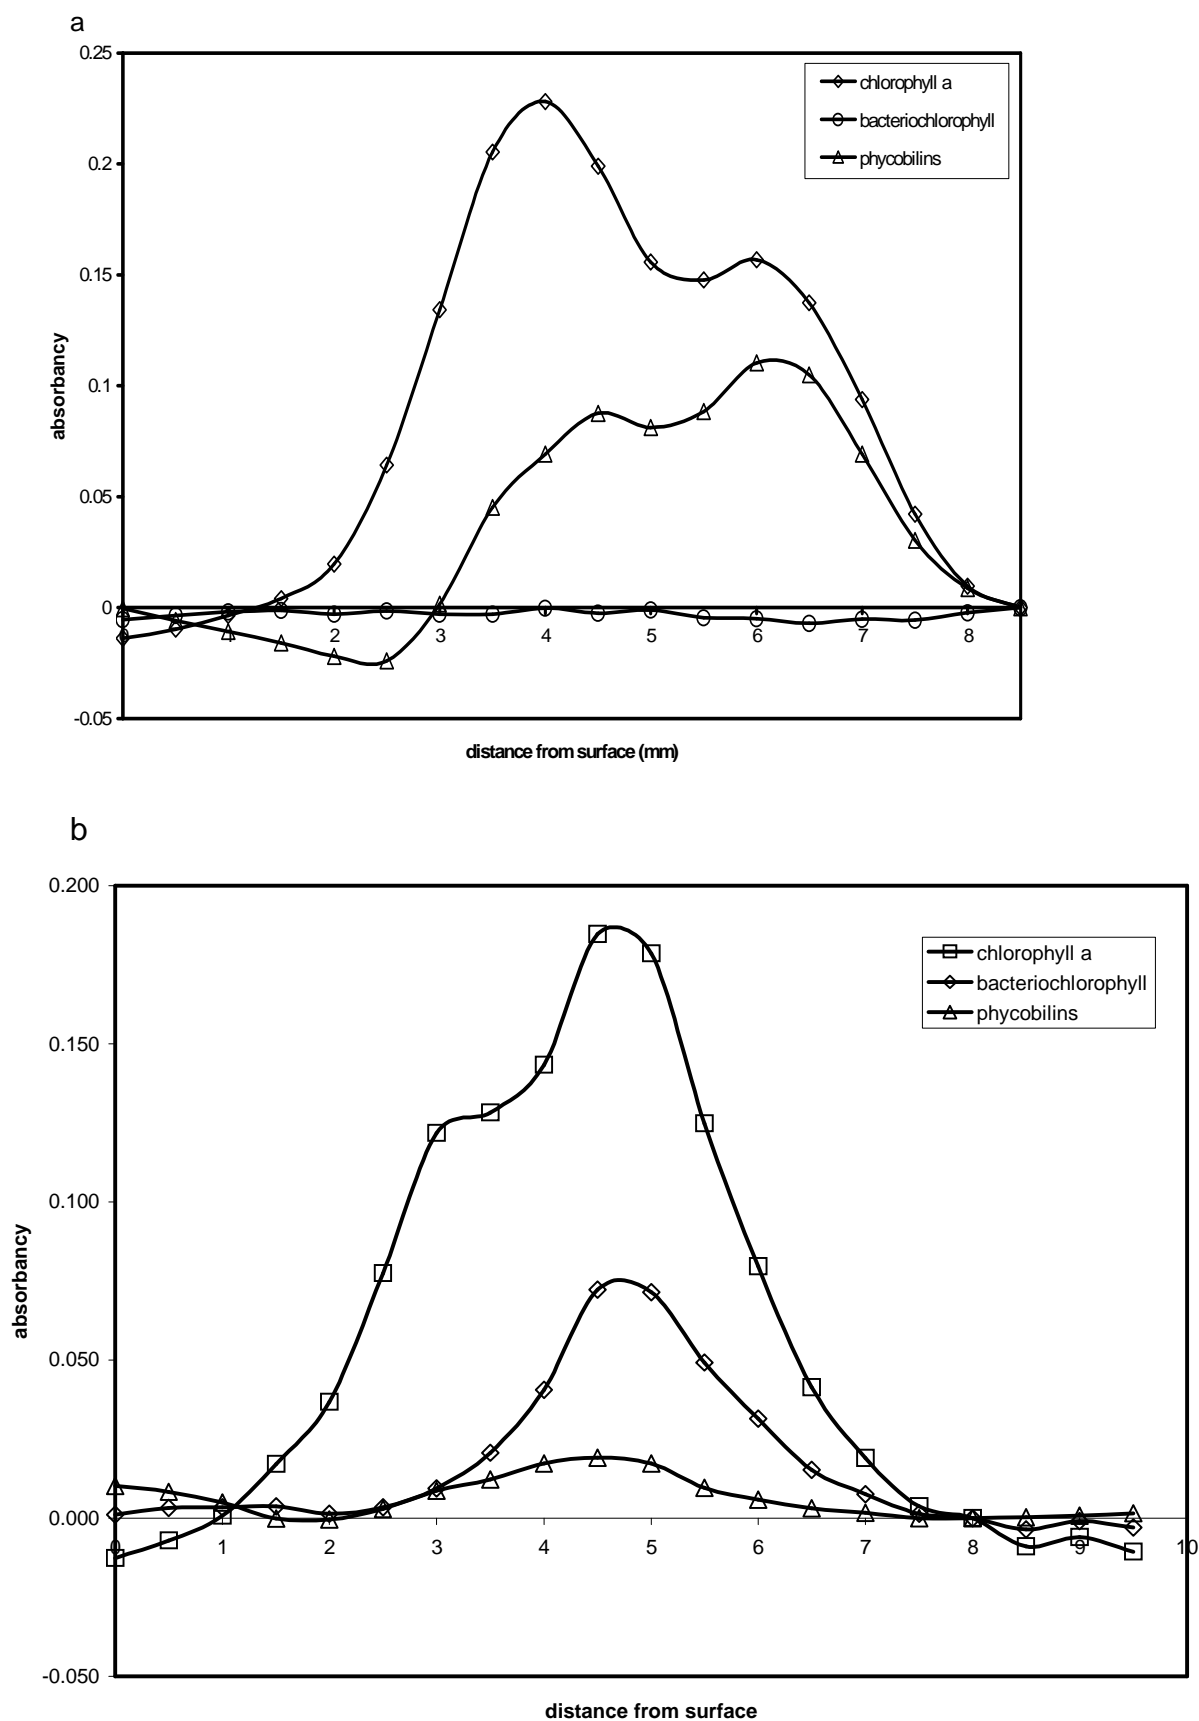 a
0.25
chlorophyll a
bacteriochlorophyll
phycobilins
0.2
0.15
0.1
0.05
0
-0.05
absorbancy
1 2 3 4 5 6 7 8
distance from surface (mm)
b
0.200
chlorophyll a
bacteriochlorophyll
phycobilins
0.150
0.100
0.050
0.000
-0.050
absorbancy
0 1 2 3 4 5 6 7 8 9 10
distance from surface